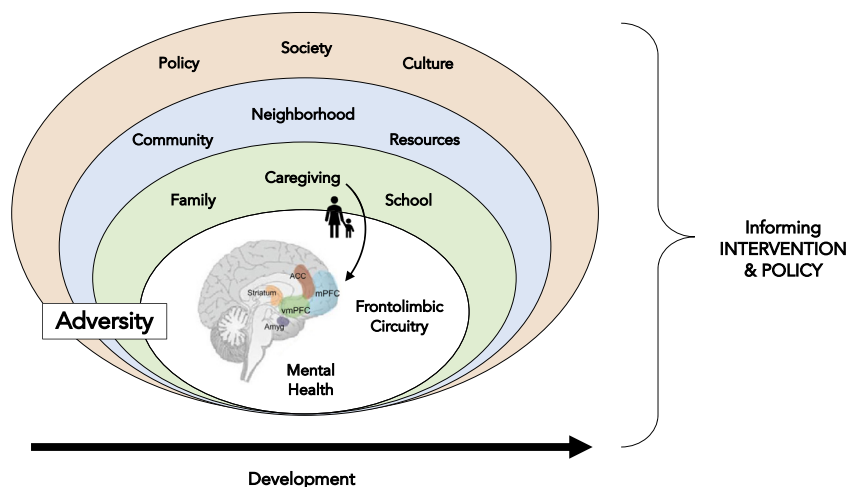 Society
Policy
Culture
Neighborhood
Community
Resources
Caregiving
Family
School
ACC
Striatum
mPFC
vmPFC
Amyg
Frontolimbic
Circuitry
Adversity
Mental
Health
Development
Informing
INTERVENTION
& POLICY